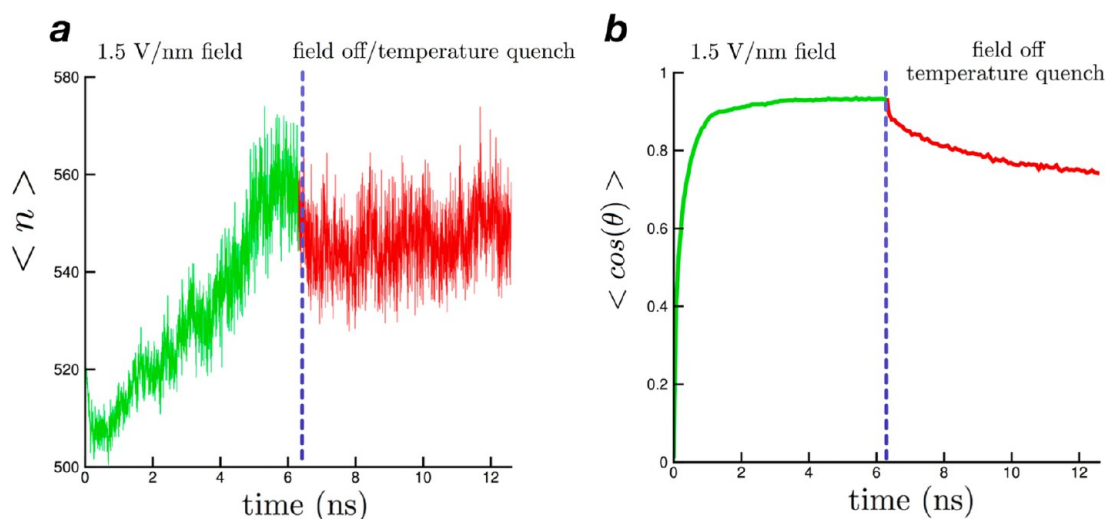 a
1.5 V/nm field
field off/temperature quench
580
560
540
520
500
< n >
0
2
4
6
8
10
12
time (ns)
b
1.5 V/nm field
field off
temperature quench
1
0.8
0.6
0.4
0.2
0
< cos(θ) >
0
2
4
6
8
10
12
time (ns)